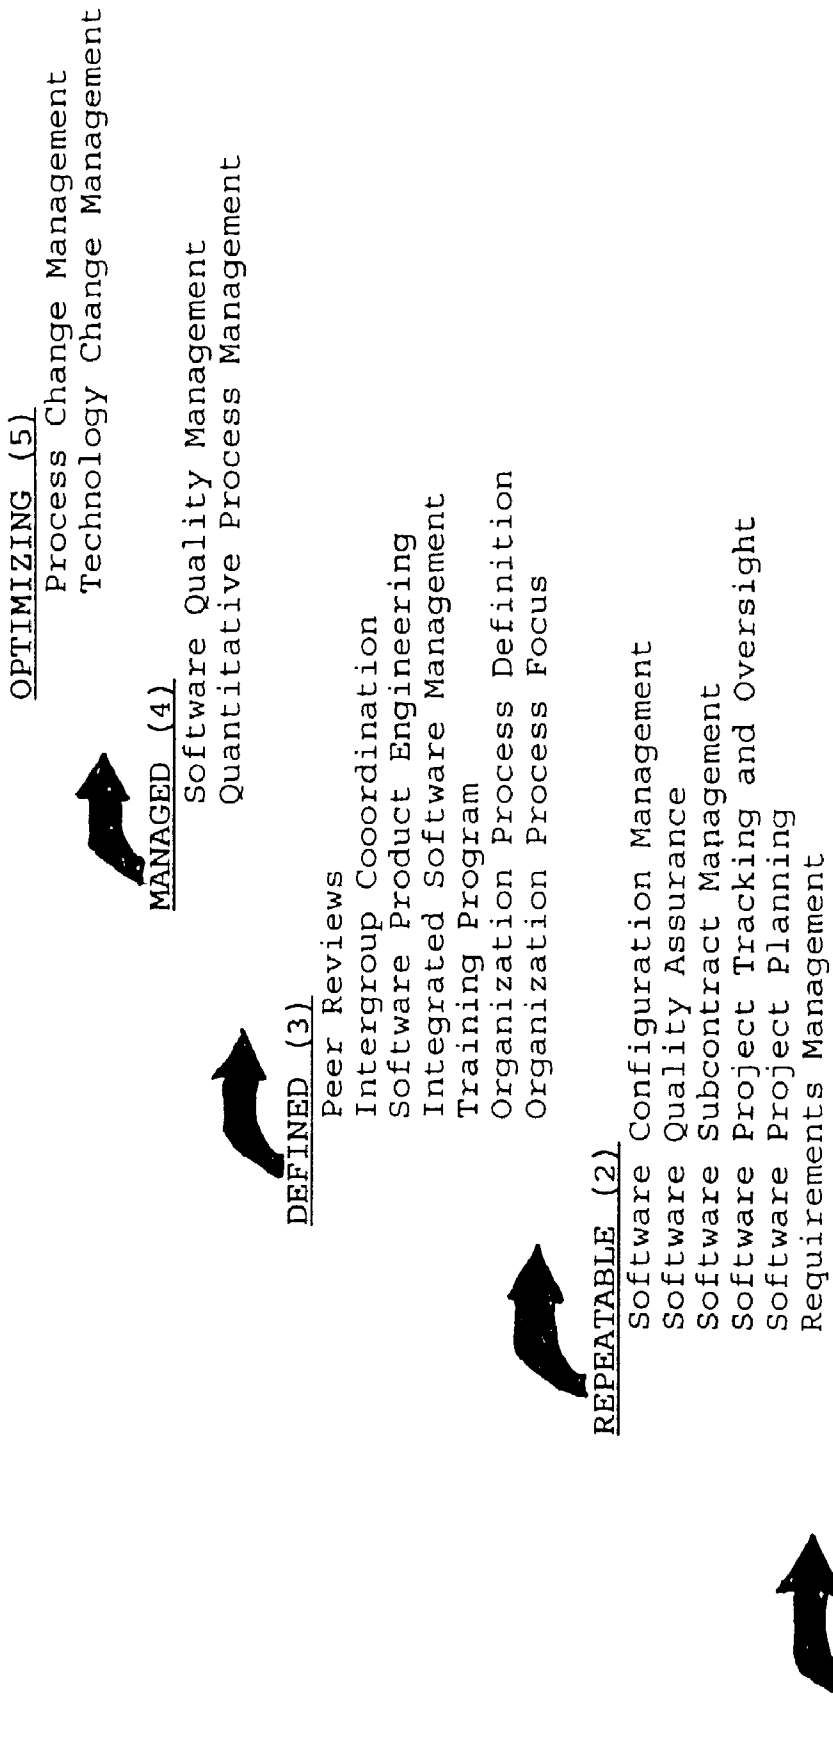 OPTIMIZING (5)
Process Change Management
Technology Change Management
MANAGED (4)
Software Quality Management
Quantitative Process Management
DEFINED (3)
Peer Reviews
Intergroup Cooordination
Software Product Engineering
Integrated Software Management
Training Program
Organization Process Definition
Organization Process Focus
REPEATABLE (2)
Software Configuration Management
Software Quality Assurance
Software Subcontract Management
Software Project Tracking and Oversight
Software Project Planning
Requirements Management